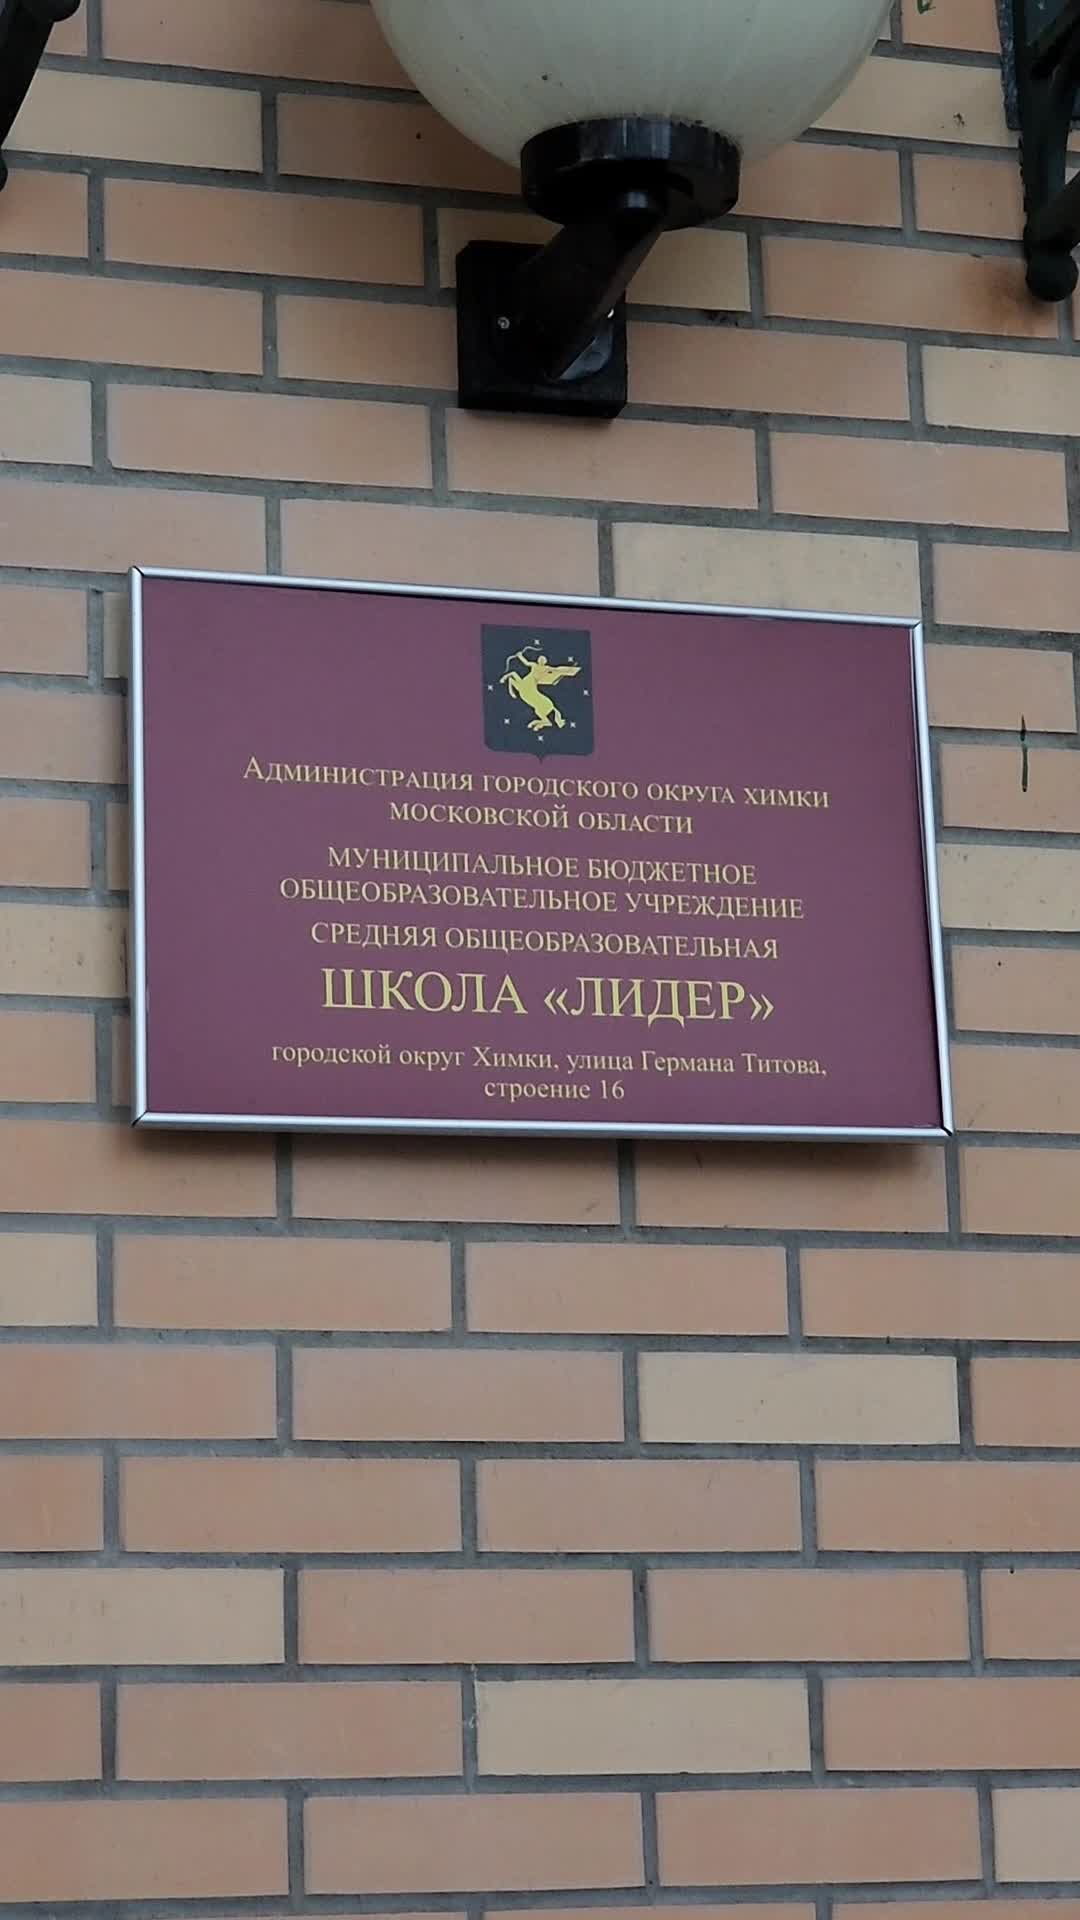 Администрация городского округа Химки
московской области
МУНИЦИПАЛЬНОЕ БЮДЖЕТНОЕ
ОБЩЕОБРАЗОВАТЕЛЬНОЕ УЧРЕЖДЕНИЕ
СРЕДНЯЯ ОБЩЕОБРАЗОВАТЕЛЬНАЯ
ШКОЛА «ЛИДЕР»
городской округ Химки, улица Германа Титова,
строение 16